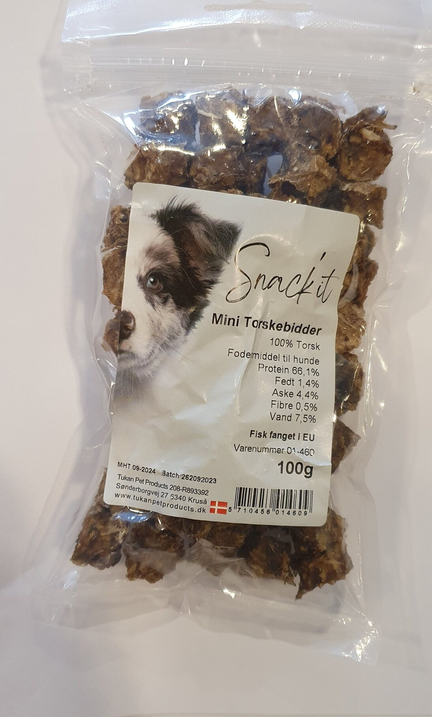 Snack'it
Mini Torskebidder
100% Torsk
Fodemiddel til hunde
Protein 66,1%
Fedt 1,4%
Aske 4,4%
Fibre 0,5%
Vand 7,5%
Fisk fanget i EU
Varenummer 01-460
100g
MHT 09-2024 Batch 262092023
Tukan Pet Products 208-R893392
Sønderborgvej 27 6340 Kruså
www.tukanpetproducts.dk
5 710456 014609